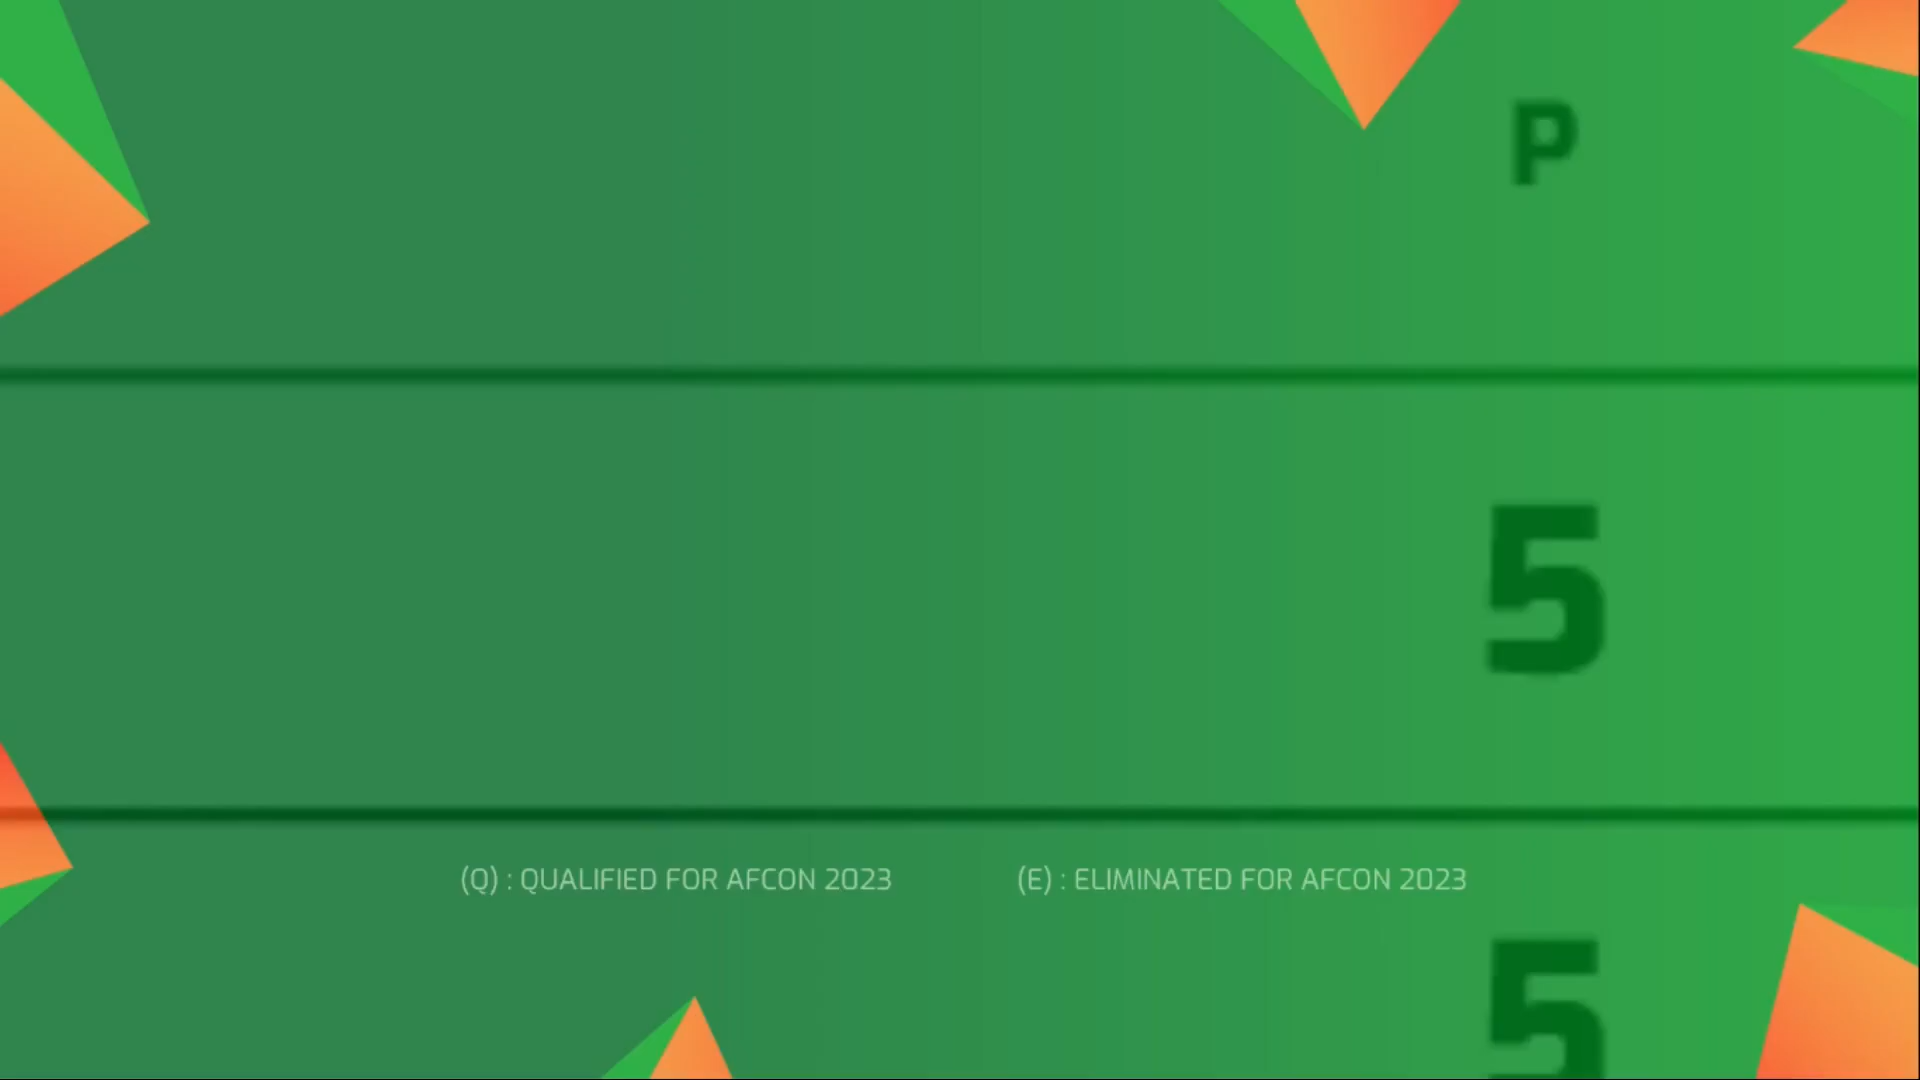 P
5
(Q) : QUALIFIED FOR AFCON 2023
(E) : ELIMINATED FOR AFCON 2023
5